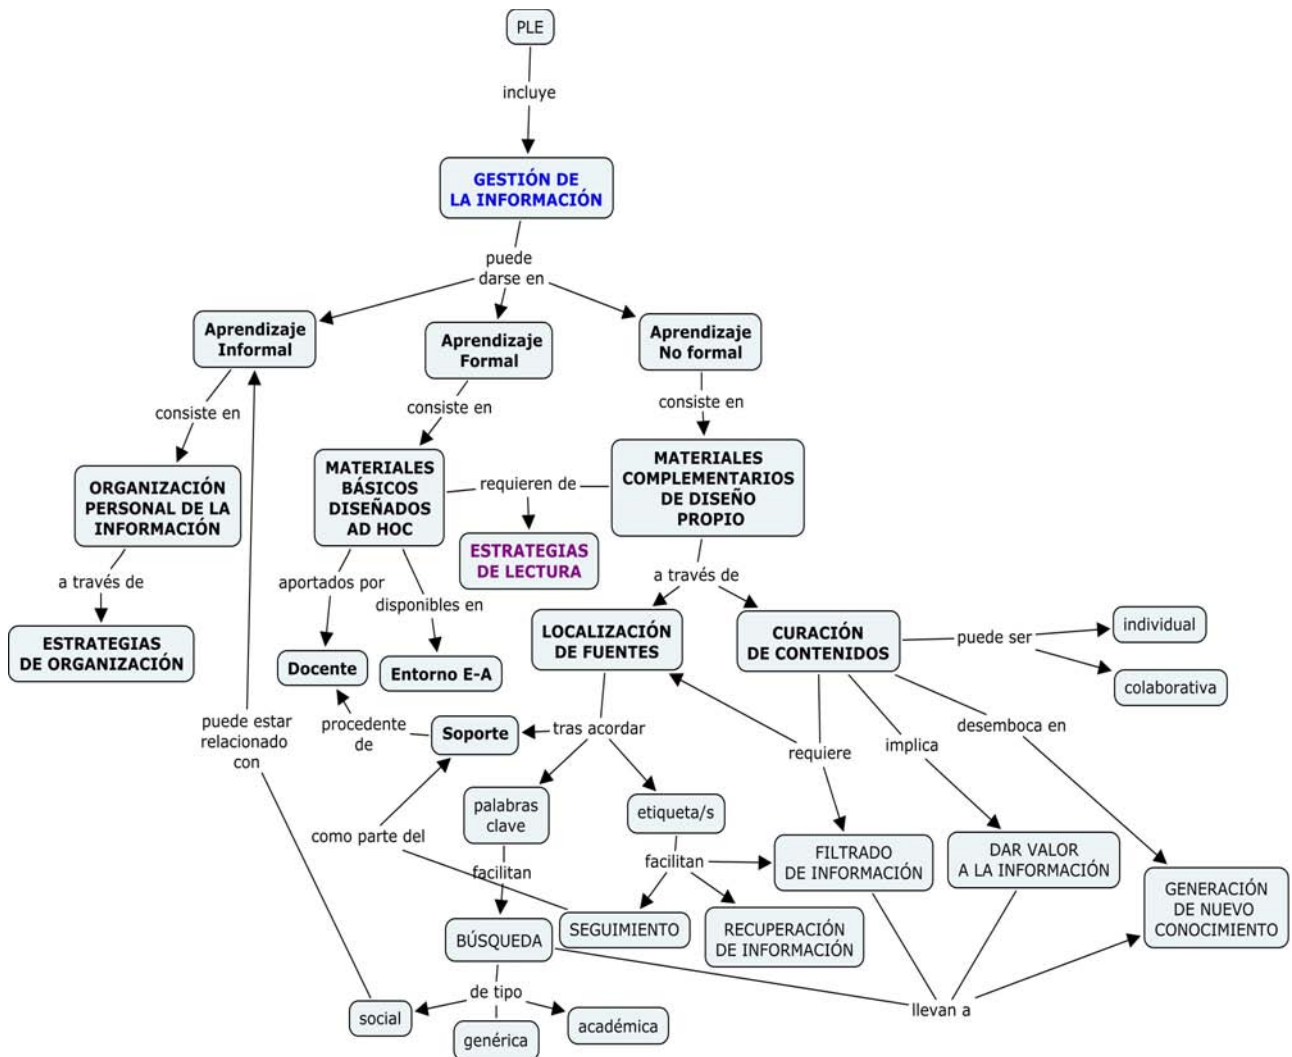 PLE
incluye
GESTIÓN DE
LA INFORMACIÓN
puede
darse en
Aprendizaje
Informal
Aprendizaje
Formal
Aprendizaje
No formal
consiste en
consiste en
consiste en
ORGANIZACIÓN
PERSONAL DE LA
INFORMACIÓN
MATERIALES
BÁSICOS
DISEÑADOS
AD HOC
requieren de
MATERIALES
COMPLEMENTARIOS
DE DISEÑO
PROPIO
ESTRATEGIAS
DE LECTURA
a través de
aportados por
disponibles en
a través de
ESTRATEGIAS
DE ORGANIZACIÓN
Docente
Entorno E-A
LOCALIZACIÓN
DE FUENTES
CURACIÓN
DE CONTENIDOS
puede ser
individual
colaborativa
puede estar
relacionado
con
procedente
de
Soporte
tras acordar
requiere
implica
desemboca en
palabras
clave
etiqueta/s
como parte del
facilitan
facilitan
FILTRADO
DE INFORMACIÓN
DAR VALOR
A LA INFORMACIÓN
GENERACIÓN
DE NUEVO
CONOCIMIENTO
BÚSQUEDA
SEGUIMIENTO
RECUPERACIÓN
DE INFORMACIÓN
de tipo
llevan a
social
genérica
académica